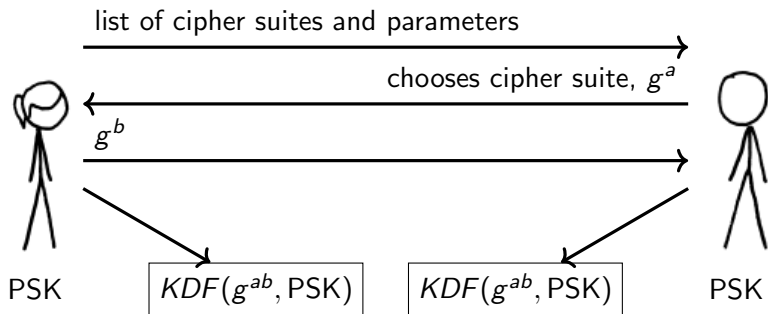 list of cipher suites and parameters
chooses cipher suite, g^a
g^b
PSK KDF(g^{ab}, PSK) KDF(g^{ab}, PSK) PSK